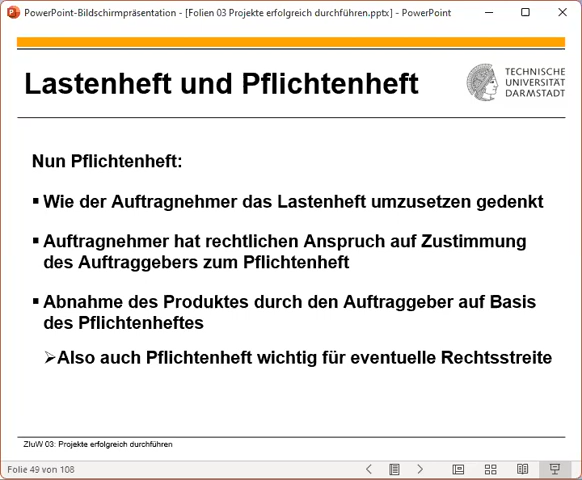 PowerPoint-Bildschirmpräsentation - [Folien 03 Projekte erfolgreich durchführen.pptx] - PowerPoint
Lastenheft und Pflichtenheft
TECHNISCHE
UNIVERSITÄT
DARMSTADT
Nun Pflichtenheft:
▪ Wie der Auftragnehmer das Lastenheft umzusetzen gedenkt
▪ Auftragnehmer hat rechtlichen Anspruch auf Zustimmung
des Auftraggebers zum Pflichtenheft
▪ Abnahme des Produktes durch den Auftraggeber auf Basis
des Pflichtenheftes
➢Also auch Pflichtenheft wichtig für eventuelle Rechtsstreite
ZIuW 03: Projekte erfolgreich durchführen
Folie 49 von 108